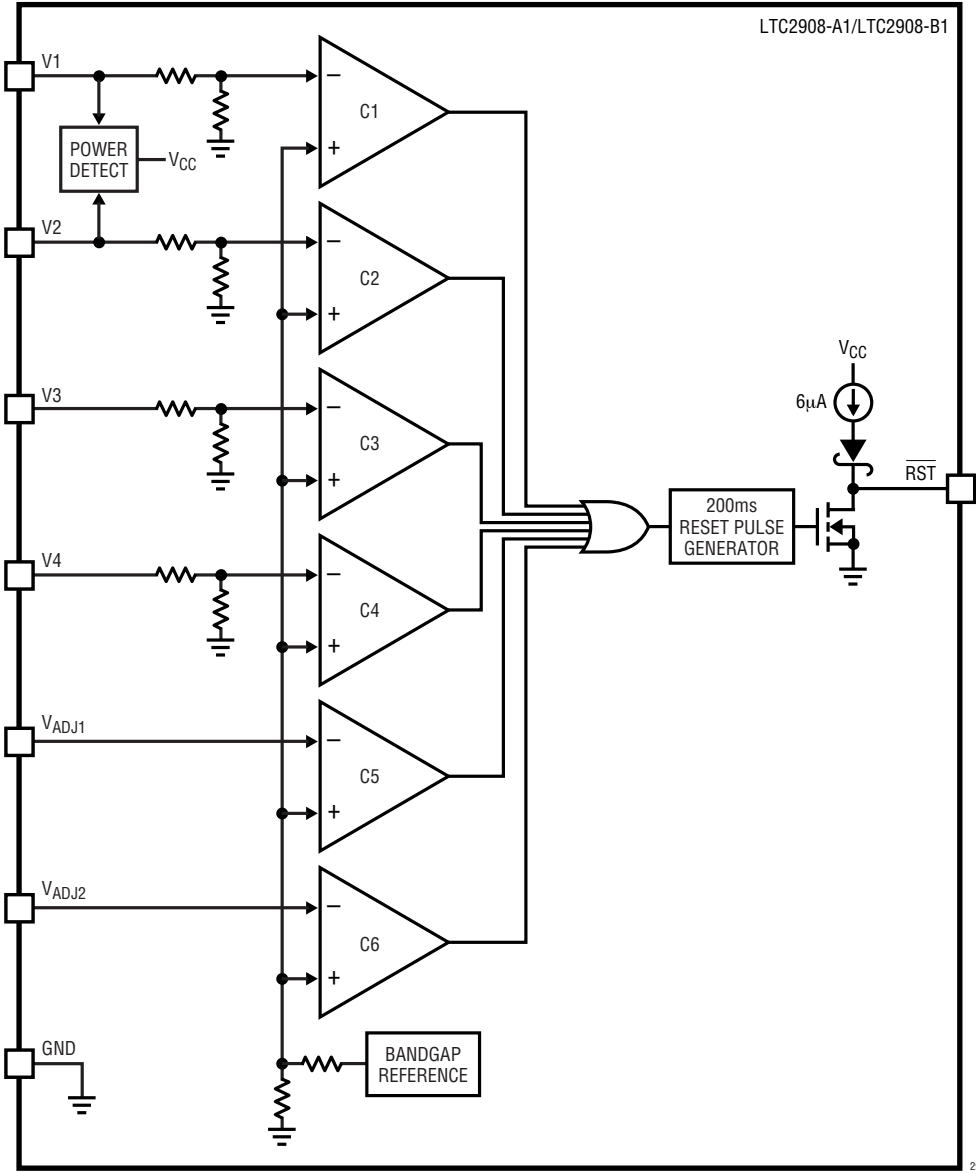 LTC2908-A1/LTC2908-B1
V1
C1
−
+
POWER
DETECT
VCC
V2
C2
−
+
V3
C3
−
+
V4
C4
−
+
VADJ1
C5
−
+
VADJ2
C6
−
+
GND
BANDGAP
REFERENCE
200ms
RESET PULSE
GENERATOR
VCC
6µA
RST
2